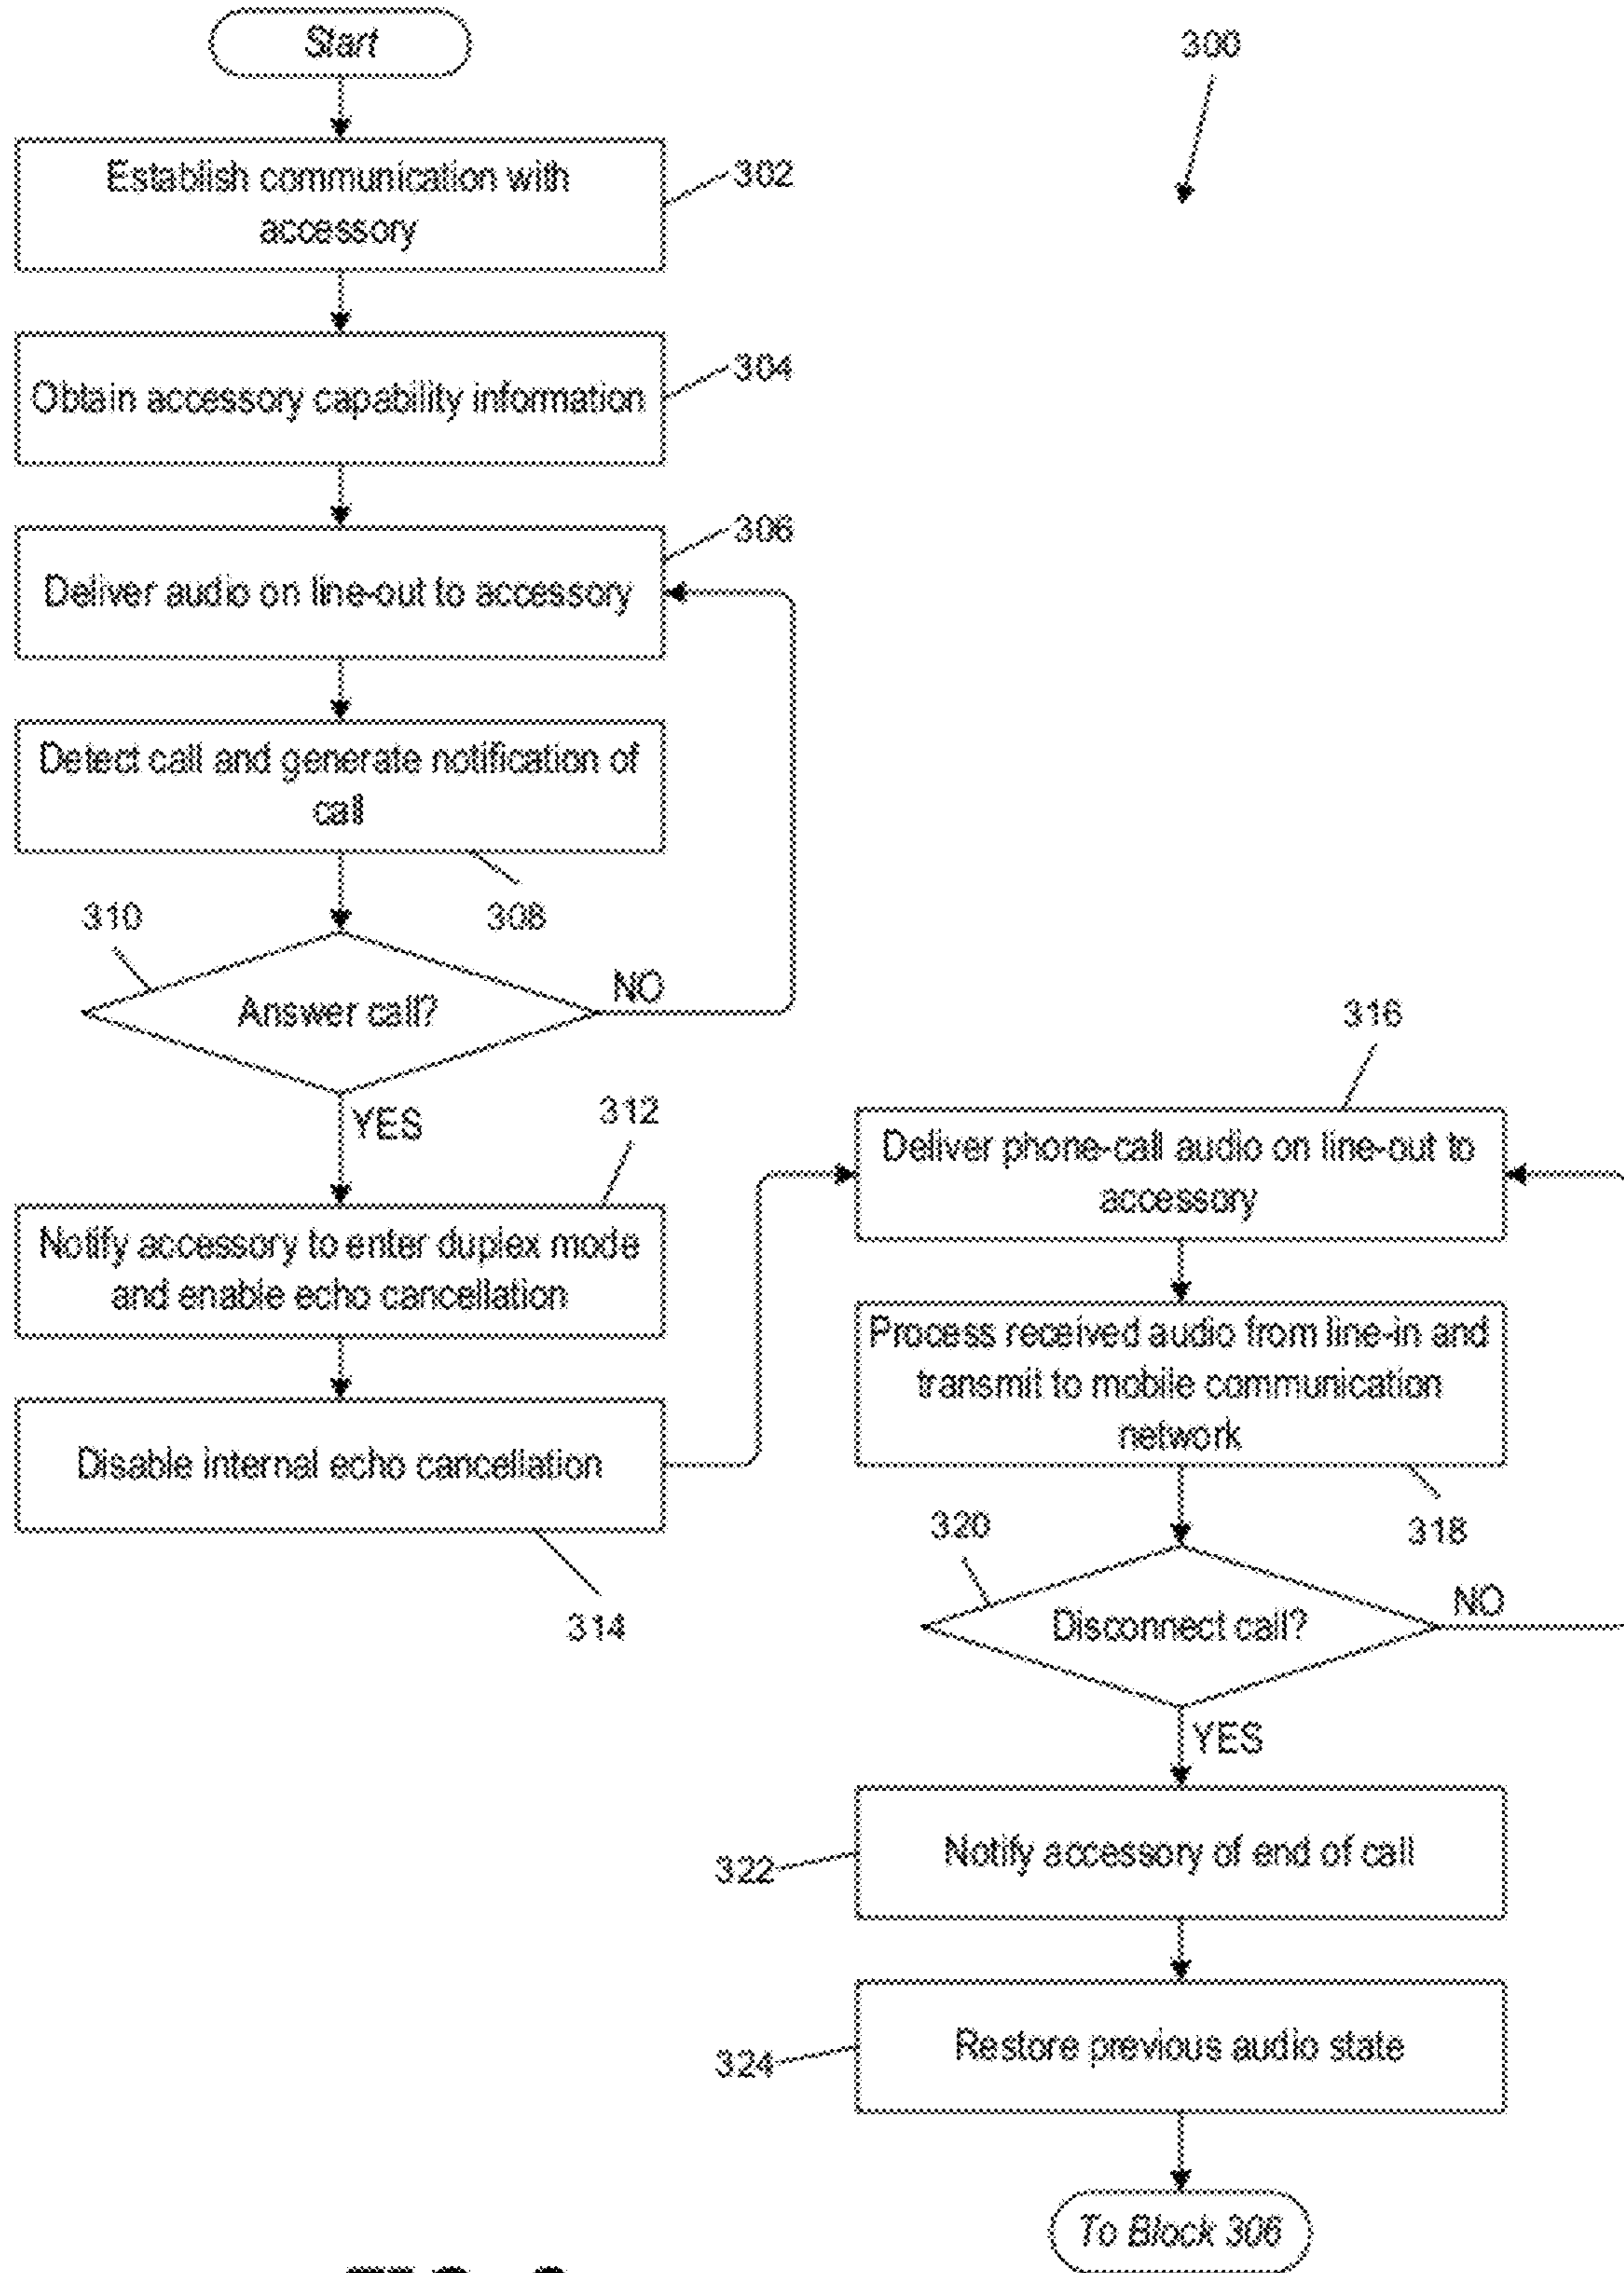 Start
300
Establish communication with
accessory
302
Obtain accessory capability information
304
Deliver audio on line-out to accessory
306
Detect call and generate notification of
call
308
310
Answer call?
NO
YES
312
Notify accessory to enter duplex mode
and enable echo cancellation
Disable internal echo cancellation
314
316
Deliver phone-call audio on line-out to
accessory
Process received audio from line-in and
transmit to mobile communication
network
318
320
Disconnect call?
NO
YES
Notify accessory of end of call
322
Restore previous audio state
324
To Block 306